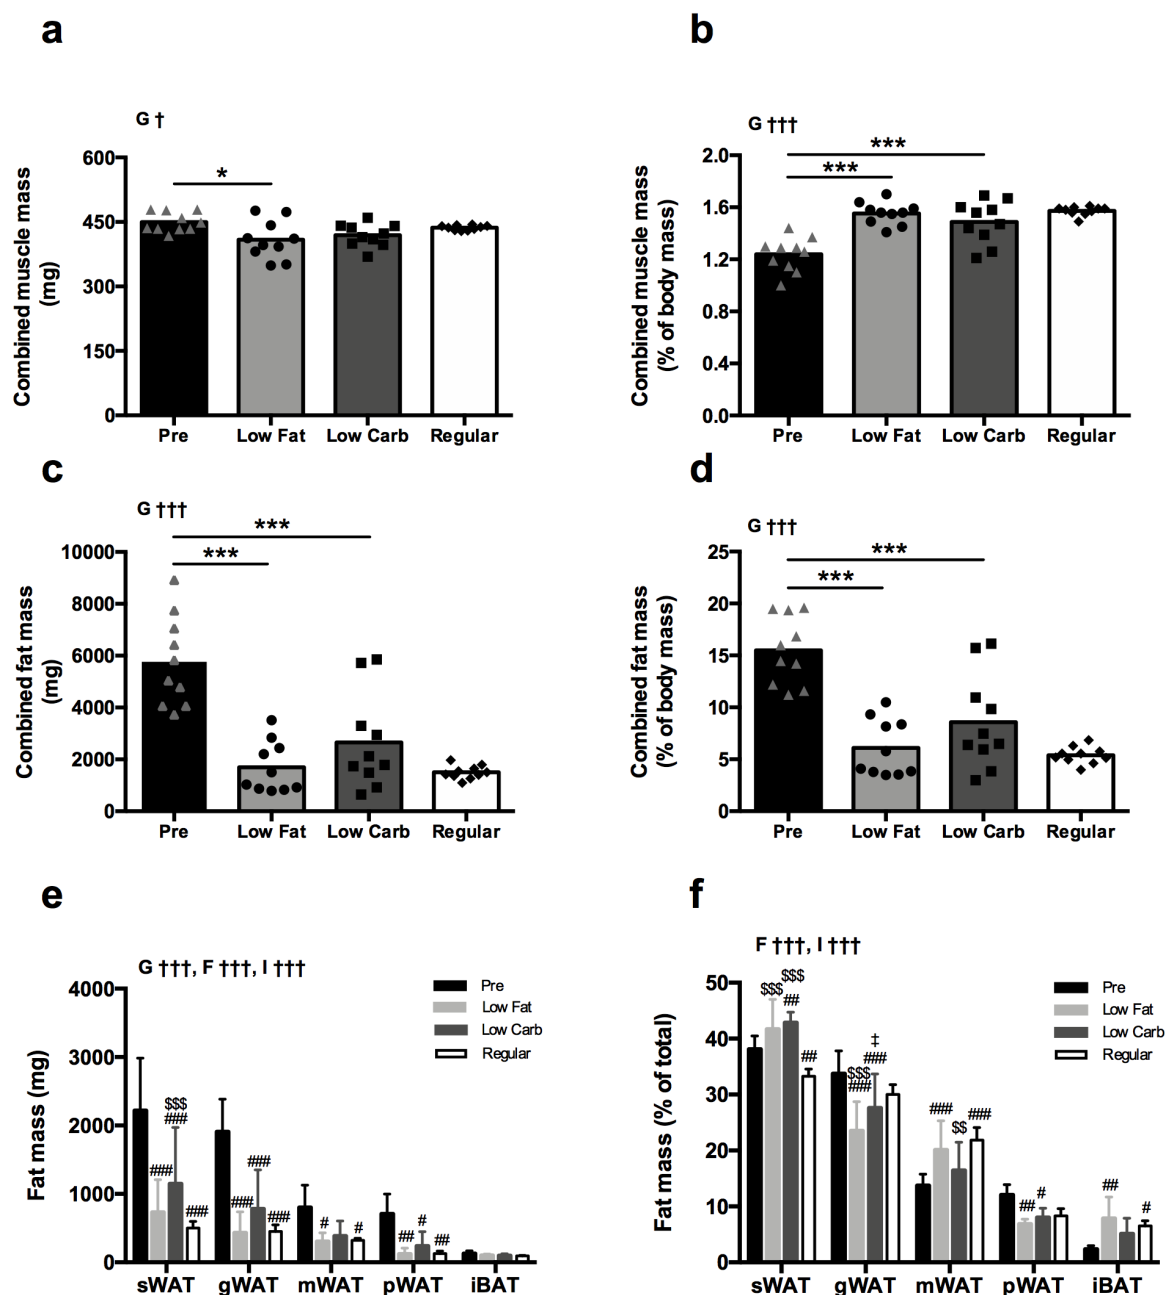 a
G †
Combined muscle mass
(mg)
600
450
300
150
0
*
Pre
Low Fat
Low Carb
Regular
b
G †††
Combined muscle mass
(% of body mass)
2.0
1.6
1.2
0.8
0.4
0.0
***
***
Pre
Low Fat
Low Carb
Regular
c
G †††
Combined fat mass
(mg)
10000
8000
6000
4000
2000
0
***
***
Pre
Low Fat
Low Carb
Regular
d
G †††
Combined fat mass
(% of body mass)
25
20
15
10
5
0
***
***
Pre
Low Fat
Low Carb
Regular
e
G †††, F †††, I †††
Fat mass (mg)
4000
3000
2000
1000
0
Pre
Low Fat
Low Carb
Regular
###
$$$
###
###
###
###
###
#
#
##
#
##
sWAT
gWAT
mWAT
pWAT
iBAT
f
F †††, I †††
Fat mass (% of total)
50
40
30
20
10
0
Pre
Low Fat
Low Carb
Regular
$$$
$$$
##
##
$$$
###
‡
###
###
$$
###
##
#
##
#
sWAT
gWAT
mWAT
pWAT
iBAT